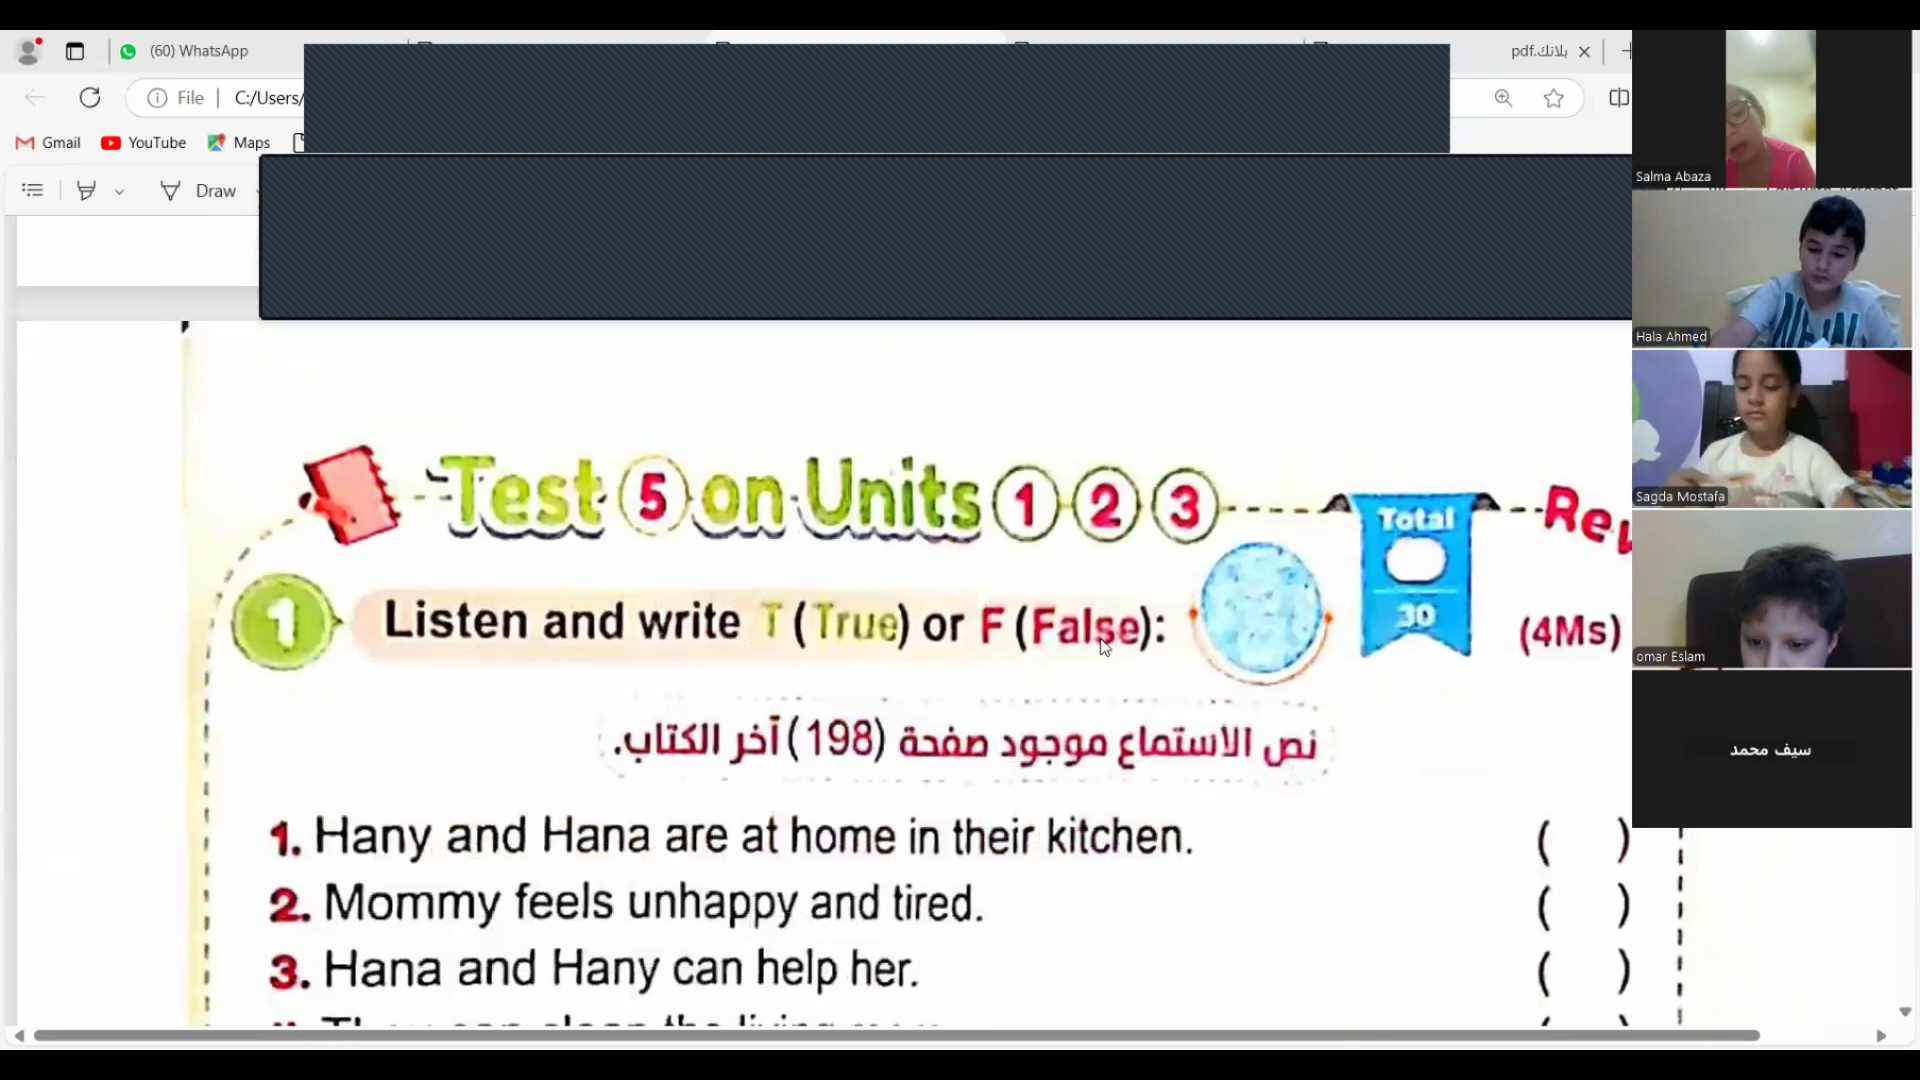 (60) WhatsApp
بلانك.pdf
File
C:/Users/
Gmail
YouTube
Maps
Draw
Test 5 on Units 1 2 3
Total
30
1 Listen and write T (True) or F (False):
(4Ms)
نص الاستماع موجود صفحة (198) آخر الكتاب.
1. Hany and Hana are at home in their kitchen. ( )
2. Mommy feels unhappy and tired. ( )
3. Hana and Hany can help her. ( )
Salma Abaza
Hala Ahmed
Sagda Mostafa
omar Eslam
سيف محمد